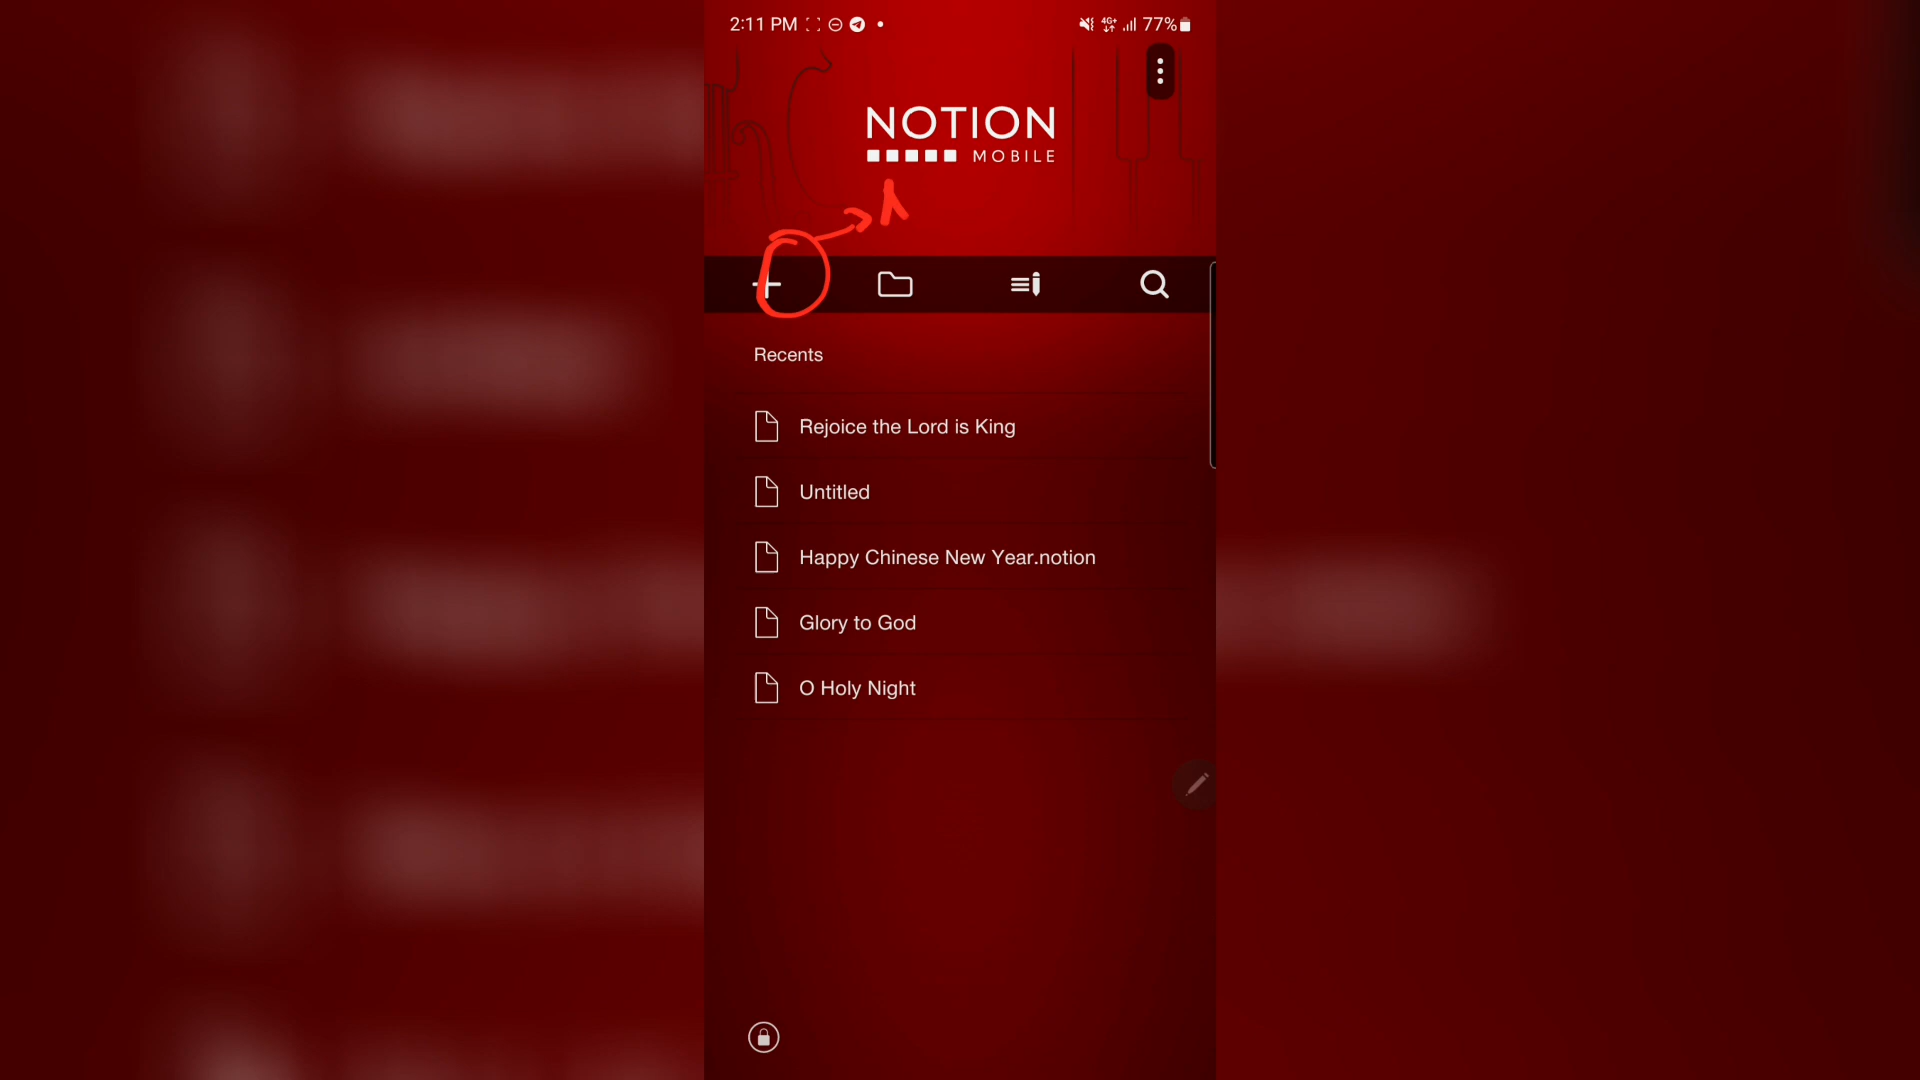 2:11 PM
4G+ 77%
NOTION
MOBILE
Recents
Rejoice the Lord is King
Untitled
Happy Chinese New Year.notion
Glory to God
O Holy Night